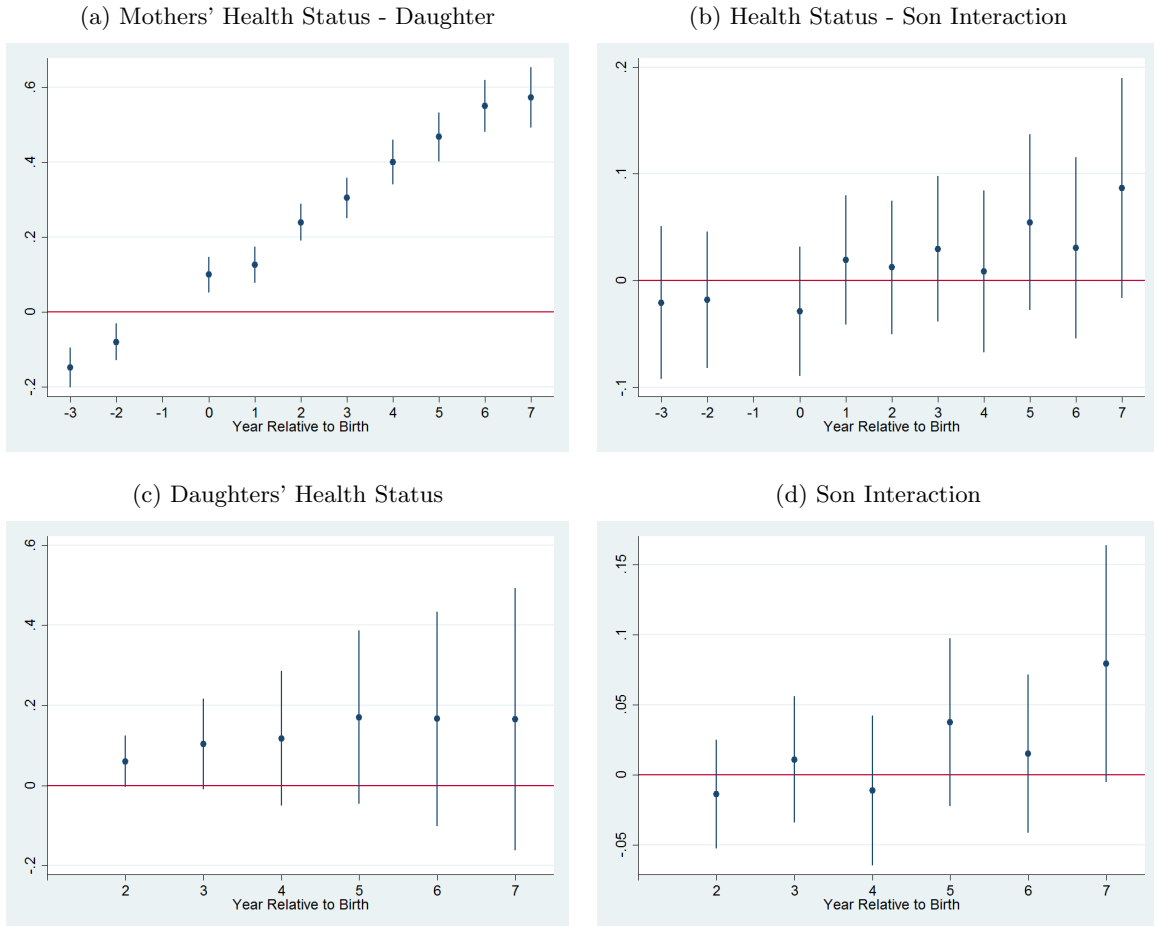 (a) Mothers' Health Status - Daughter
.6
.4
.2
0
-.2
-3 -2 -1 0 1 2 3 4 5 6 7
Year Relative to Birth
(b) Health Status - Son Interaction
.2
.1
0
-.1
-3 -2 -1 0 1 2 3 4 5 6 7
Year Relative to Birth
(c) Daughters' Health Status
.6
.4
.2
0
-.2
2 3 4 5 6 7
Year Relative to Birth
(d) Son Interaction
.15
.1
.05
0
-.05
2 3 4 5 6 7
Year Relative to Birth